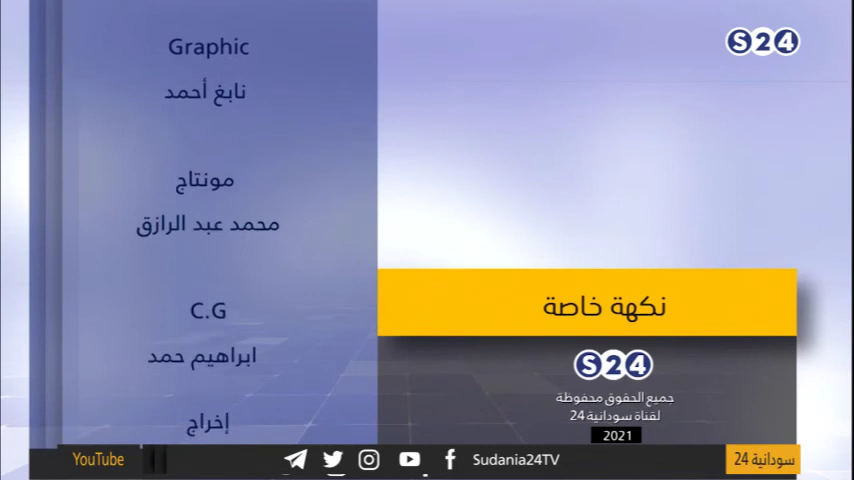 S24
Graphic
نابغ أحمد
مونتاج
محمد عبد الرازق
C.G
ابراهيم حمد
إخراج
نكهة خاصة
S24
جميع الحقوق محفوظة
لقناة سودانية 24
2021
YouTube
Sudania24TV
سودانية 24